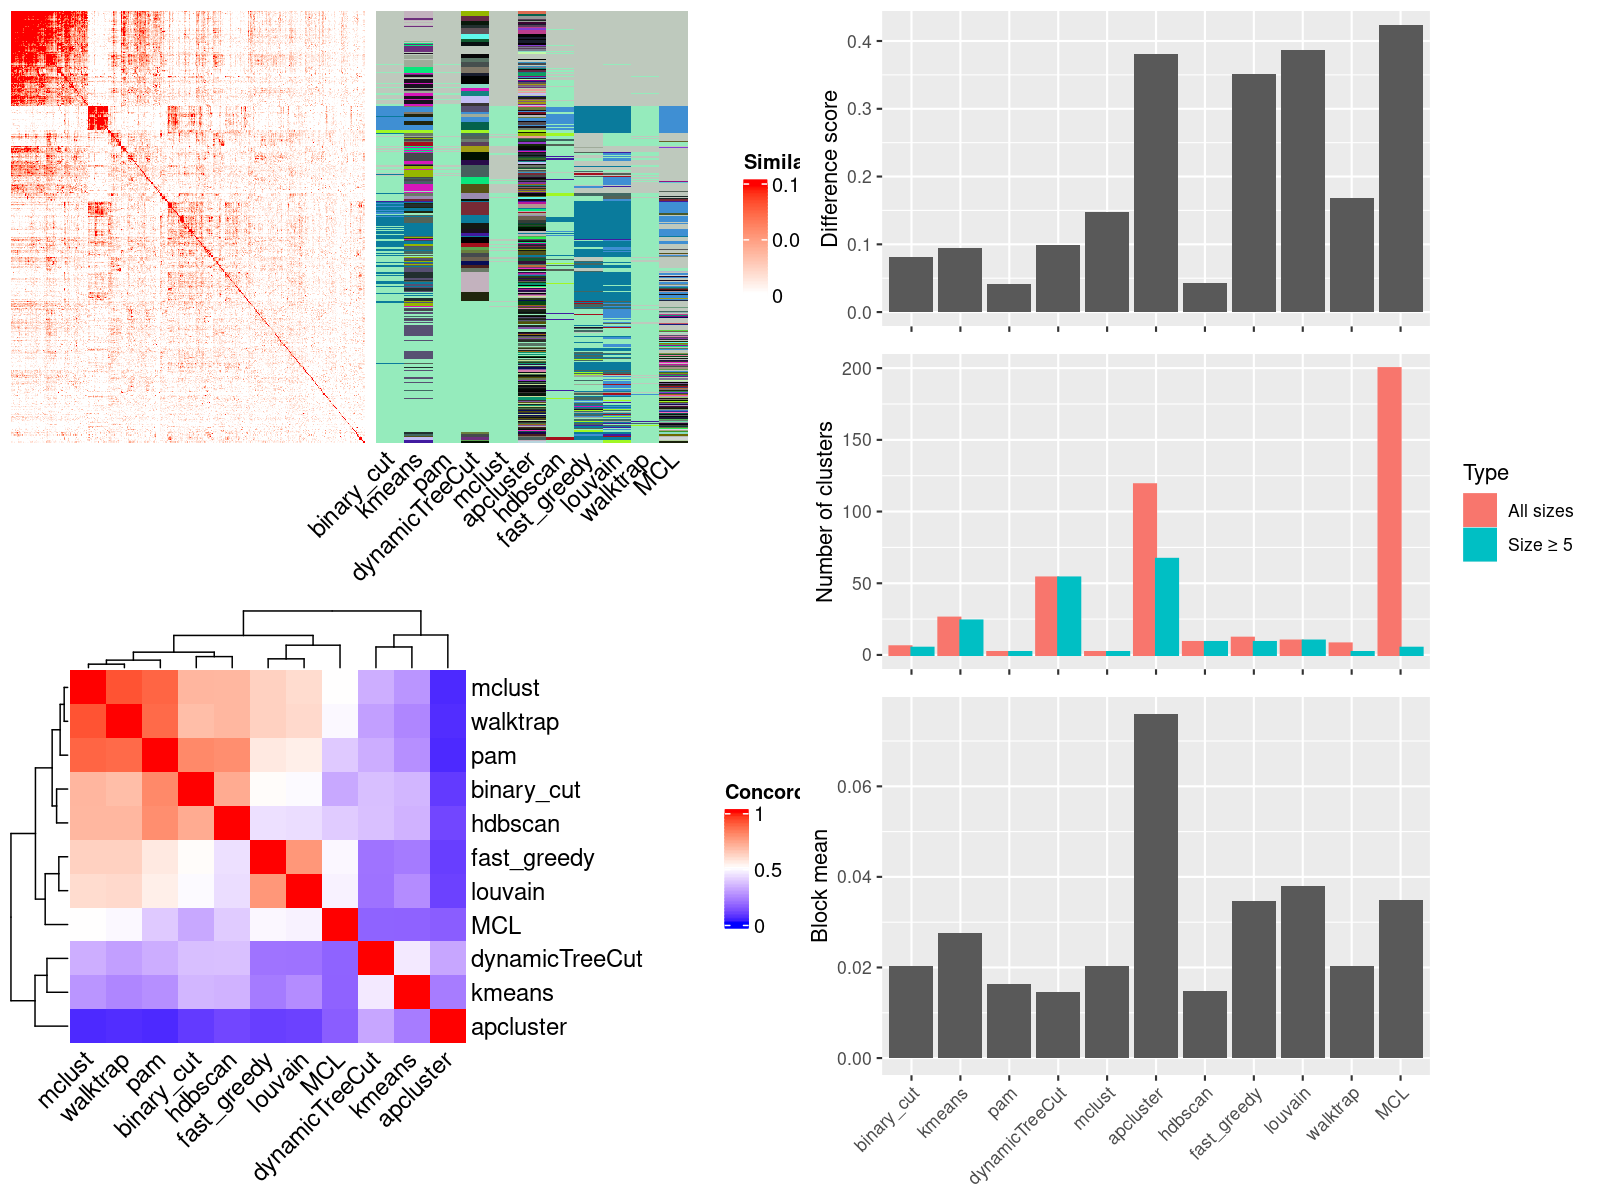 Simila
0.1
0.0
0
binary_cut
kmeans
pam
dynamicTreeCut
mclust
apcluster
hdbscan
fast_greedy
louvain
walktrap
MCL
mclust
walktrap
pam
binary_cut
hdbscan
fast_greedy
louvain
MCL
dynamicTreeCut
kmeans
apcluster
mclust
walktrap
pam
binary_cut
hdbscan
fast_greedy
louvain
MCL
dynamicTreeCut
kmeans
apcluster
Concord
1
0.5
0
Difference score
0.4
0.3
0.2
0.1
0.0
Number of clusters
200
150
100
50
0
Type
All sizes
Size ≥ 5
Block mean
0.06
0.04
0.02
0.00
binary_cut
kmeans
pam
dynamicTreeCut
mclust
apcluster
hdbscan
fast_greedy
louvain
walktrap
MCL